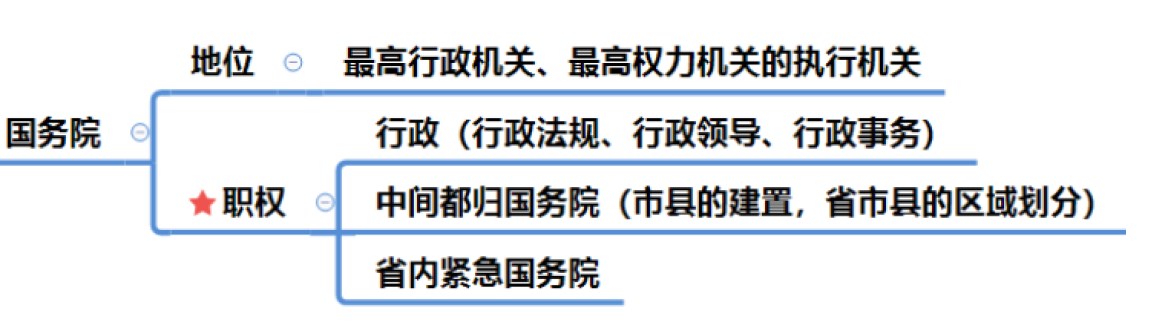 地位
最高行政机关、最高权力机关的执行机关
国务院
行政（行政法规、行政领导、行政事务）
职权
中间都归国务院（市县的建置，省市县的区域划分）
省内紧急国务院